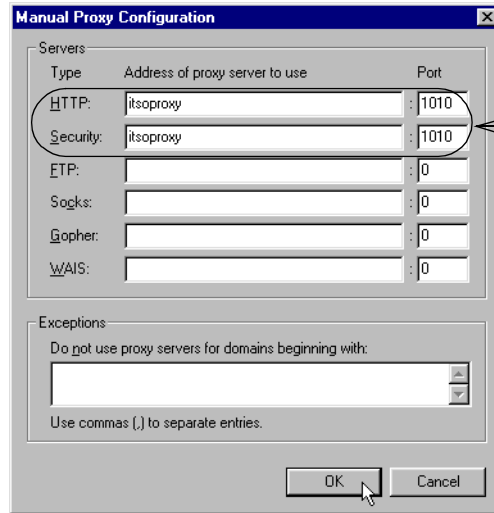 Manual Proxy Configuration
Servers
Type Address of proxy server to use Port
HTTP: itsoproxy : 1010
Security: itsoproxy : 1010
FTP: : 0
Socks: : 0
Gopher: : 0
WAIS: : 0
Exceptions
Do not use proxy servers for domains beginning with:
Use commas (,) to separate entries.
OK Cancel